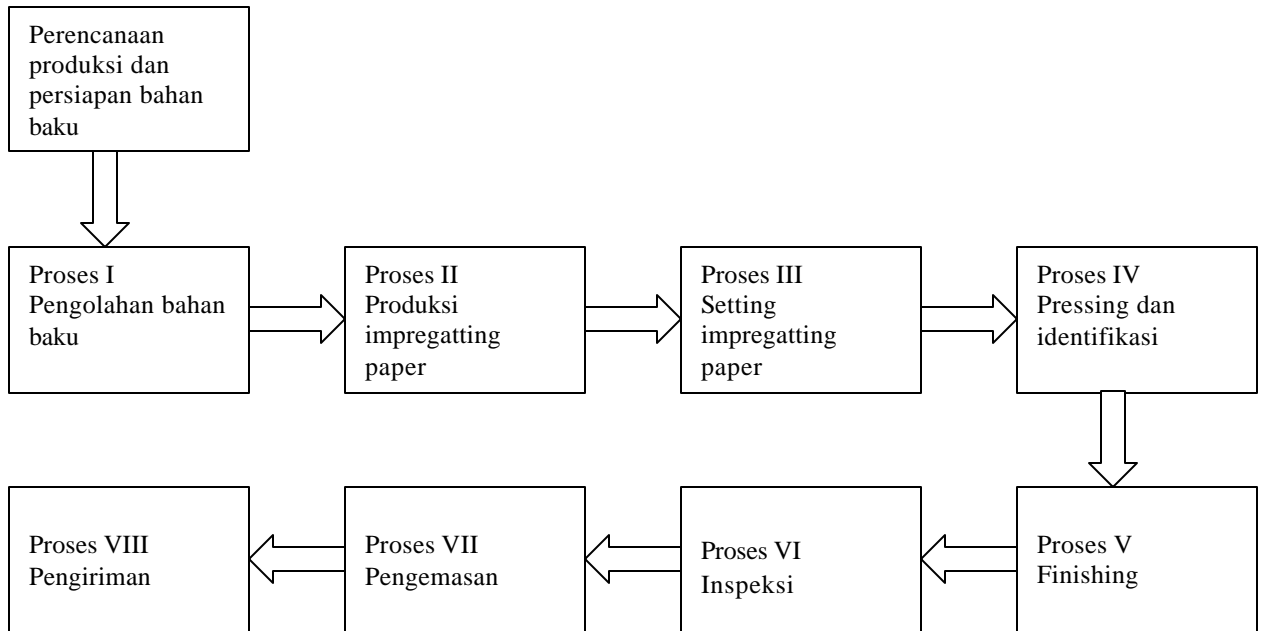 Perencanaan
produksi dan
persiapan bahan
baku
Proses I
Pengolahan bahan
baku
Proses II
Produksi
impregatting
paper
Proses III
Setting
impregatting
paper
Proses IV
Pressing dan
identifikasi
Proses VIII
Pengiriman
Proses VII
Pengemasan
Proses VI
Inspeksi
Proses V
Finishing